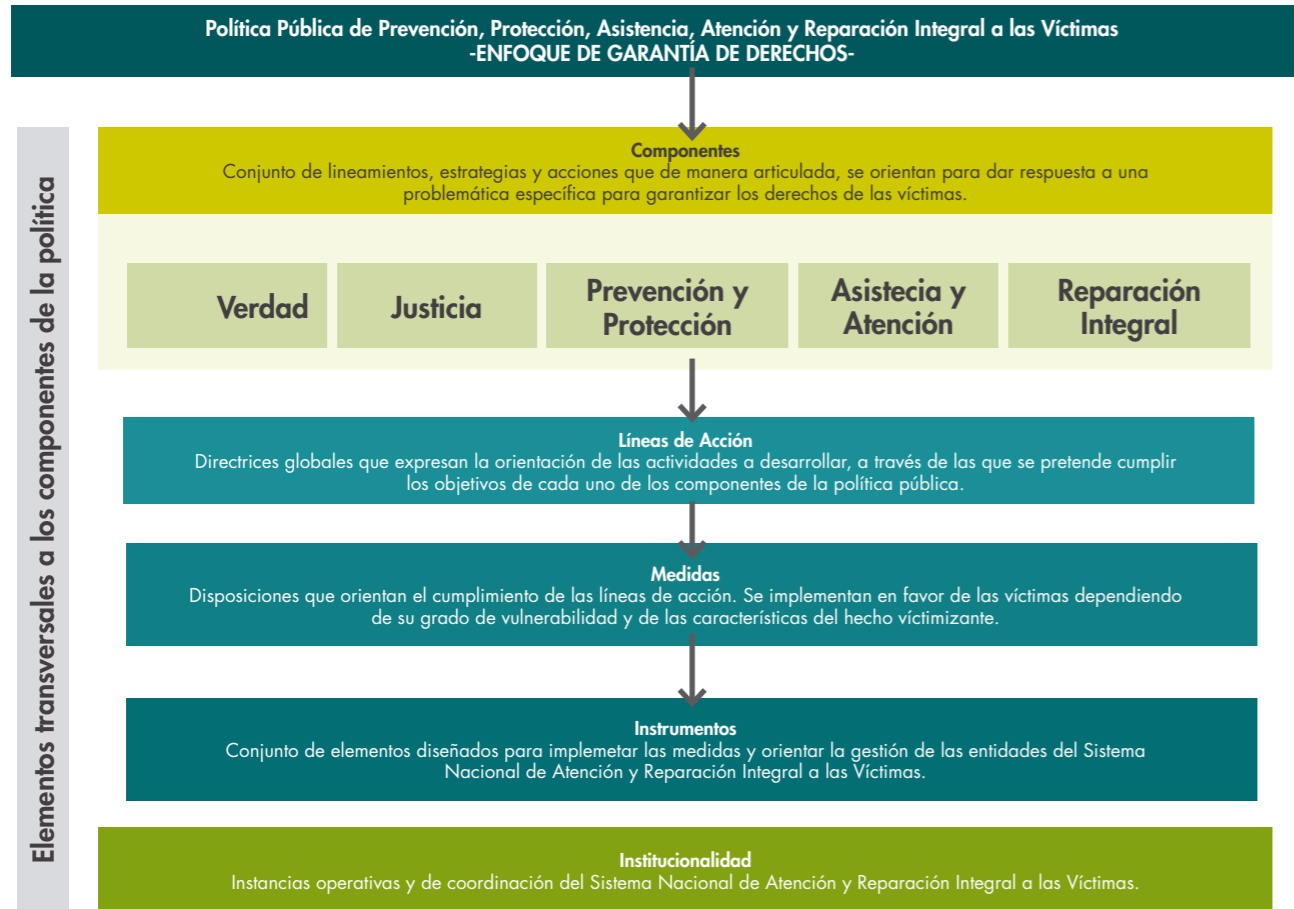 Política Pública de Prevención, Protección, Asistencia, Atención y Reparación Integral a las Víctimas
-ENFOQUE DE GARANTÍA DE DERECHOS-
Elementos transversales a los componentes de la política
Componentes
Conjunto de lineamientos, estrategias y acciones que de manera articulada, se orientan para dar respuesta a una
problemática específica para garantizar los derechos de las víctimas.
Verdad
Justicia
Prevención y
Protección
Asistecia y
Atención
Reparación
Integral
Líneas de Acción
Directrices globales que expresan la orientación de las actividades a desarrollar, a través de las que se pretende cumplir
los objetivos de cada uno de los componentes de la política pública.
Medidas
Disposiciones que orientan el cumplimiento de las líneas de acción. Se implementan en favor de las víctimas dependiendo
de su grado de vulnerabilidad y de las características del hecho víctimizante.
Instrumentos
Conjunto de elementos diseñados para implemetar las medidas y orientar la gestión de las entidades del Sistema
Nacional de Atención y Reparación Integral a las Víctimas.
Institucionalidad
Instancias operativas y de coordinación del Sistema Nacional de Atención y Reparación Integral a las Víctimas.